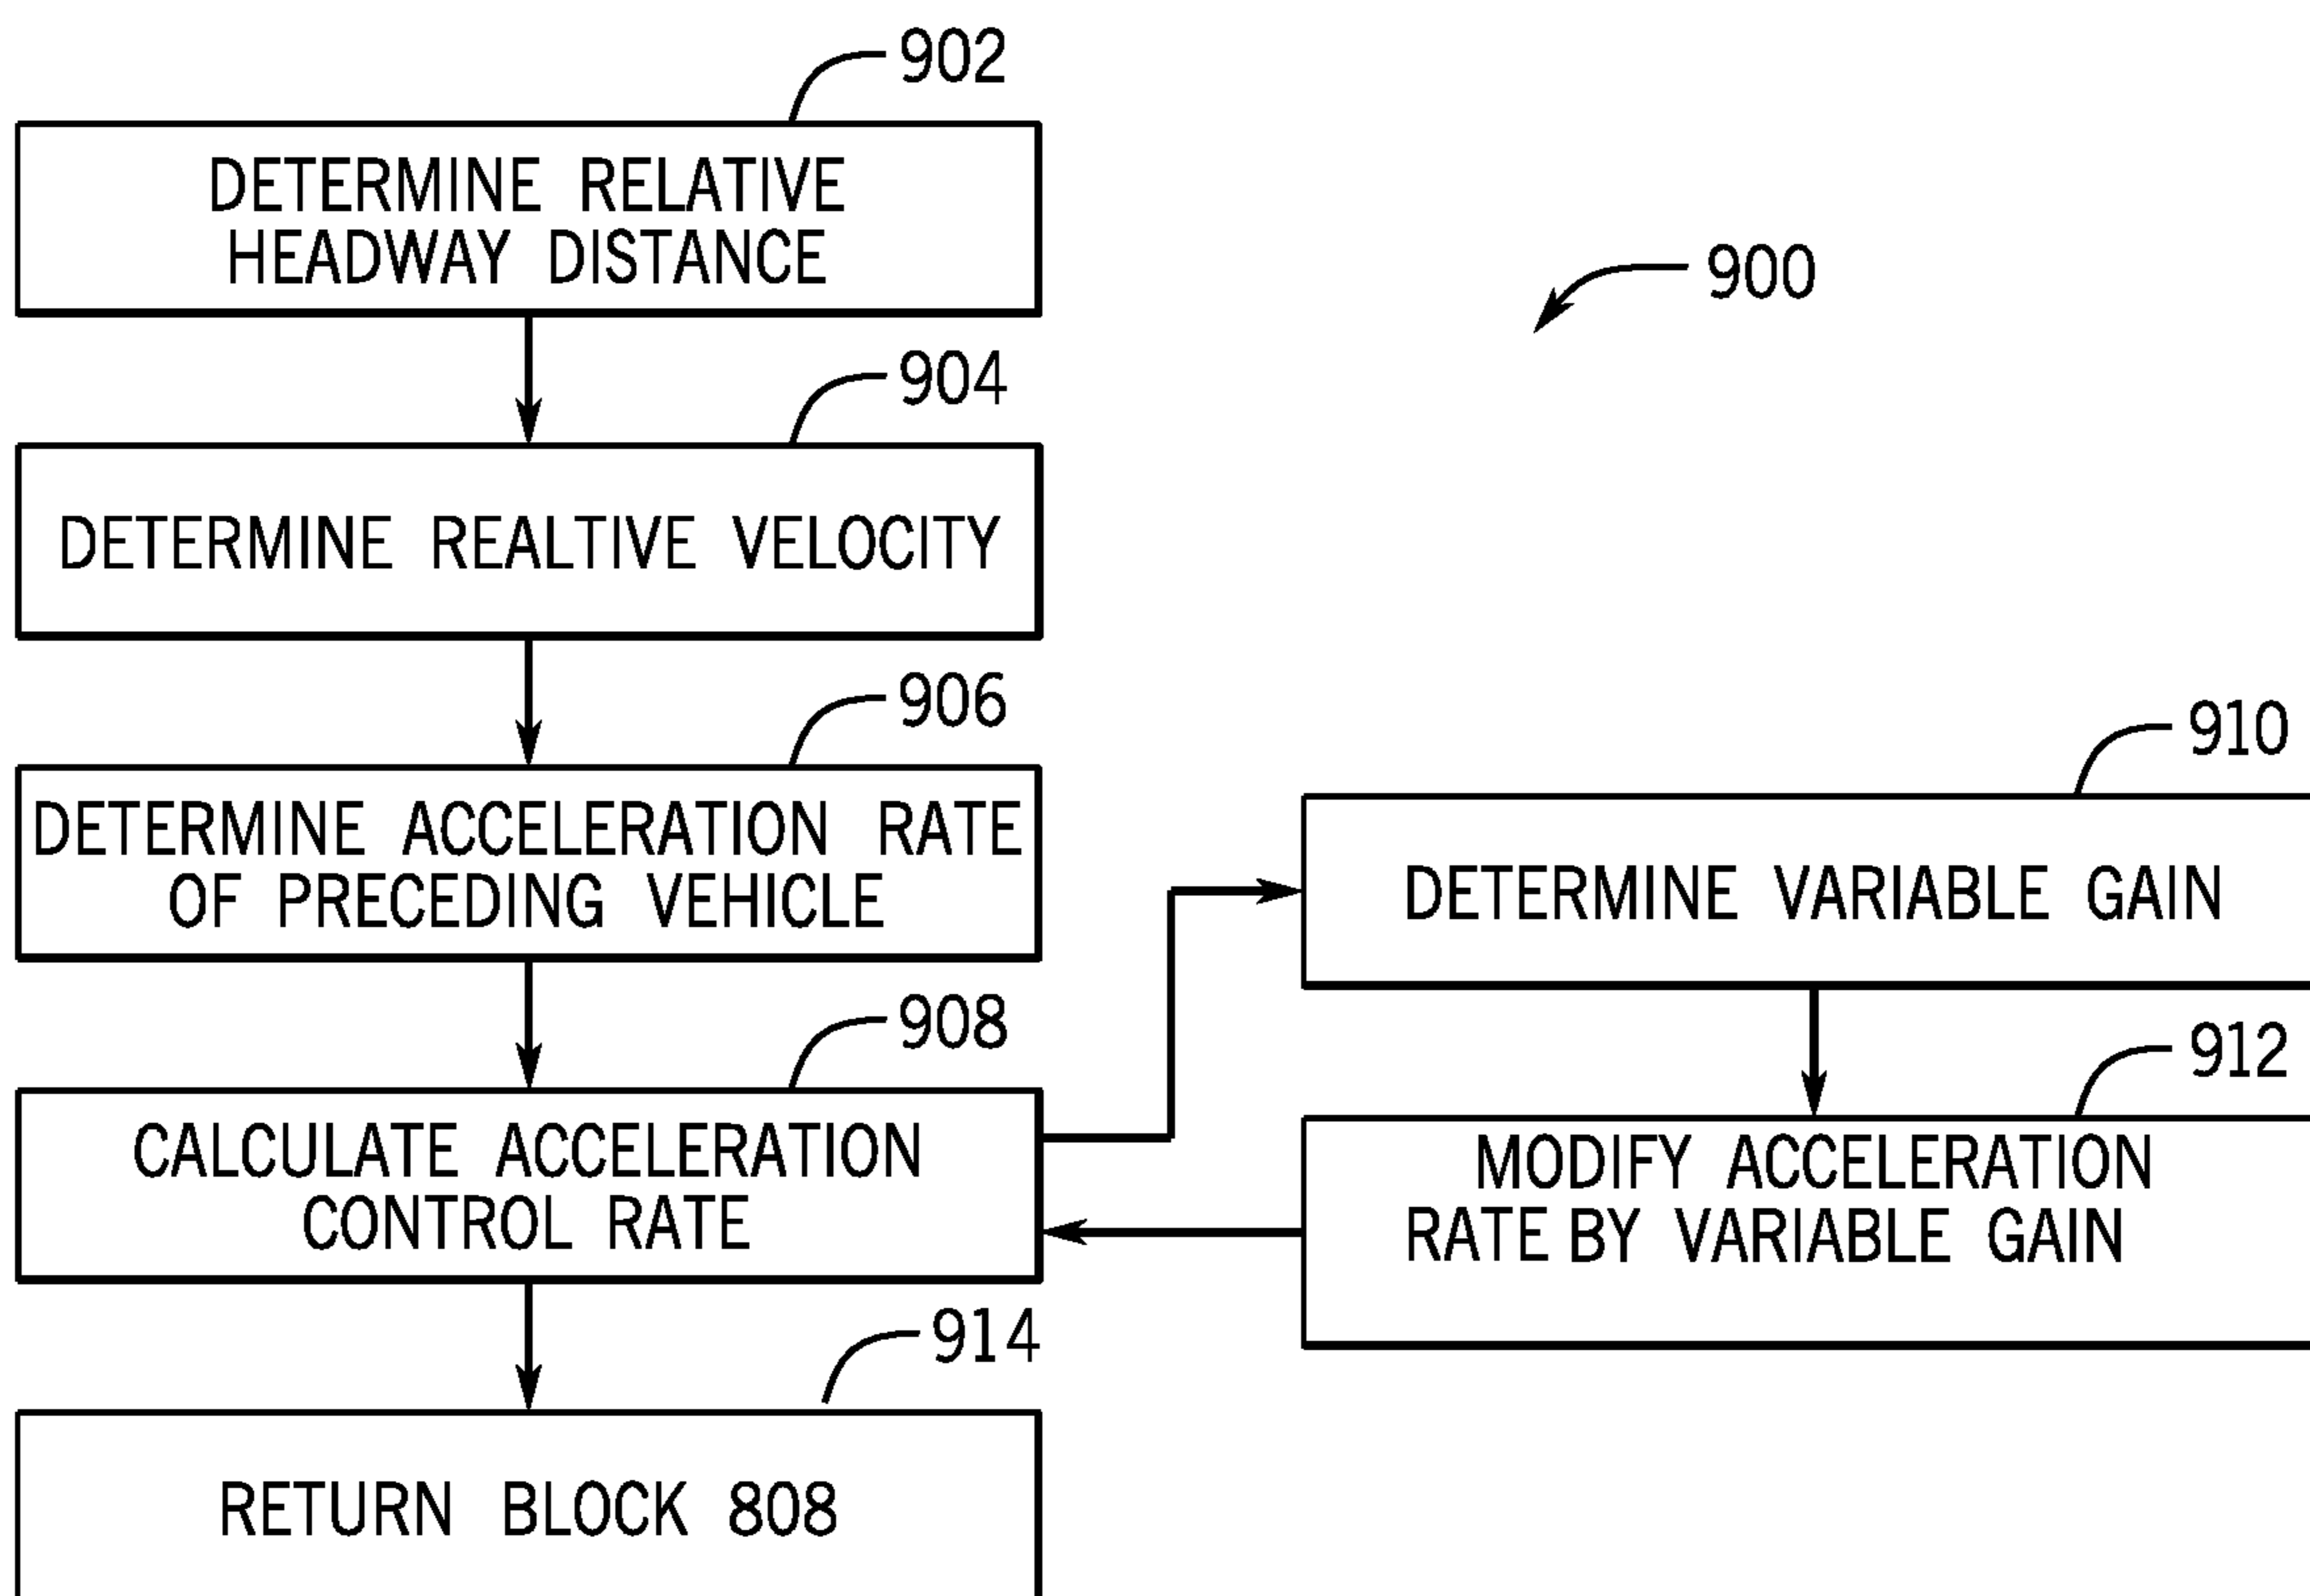 902
DETERMINE RELATIVE
HEADWAY DISTANCE
900
904
DETERMINE REALTIVE VELOCITY
906
DETERMINE ACCELERATION RATE
OF PRECEDING VEHICLE
908
CALCULATE ACCELERATION
CONTROL RATE
910
DETERMINE VARIABLE GAIN
912
MODIFY ACCELERATION
RATE BY VARIABLE GAIN
914
RETURN BLOCK 808